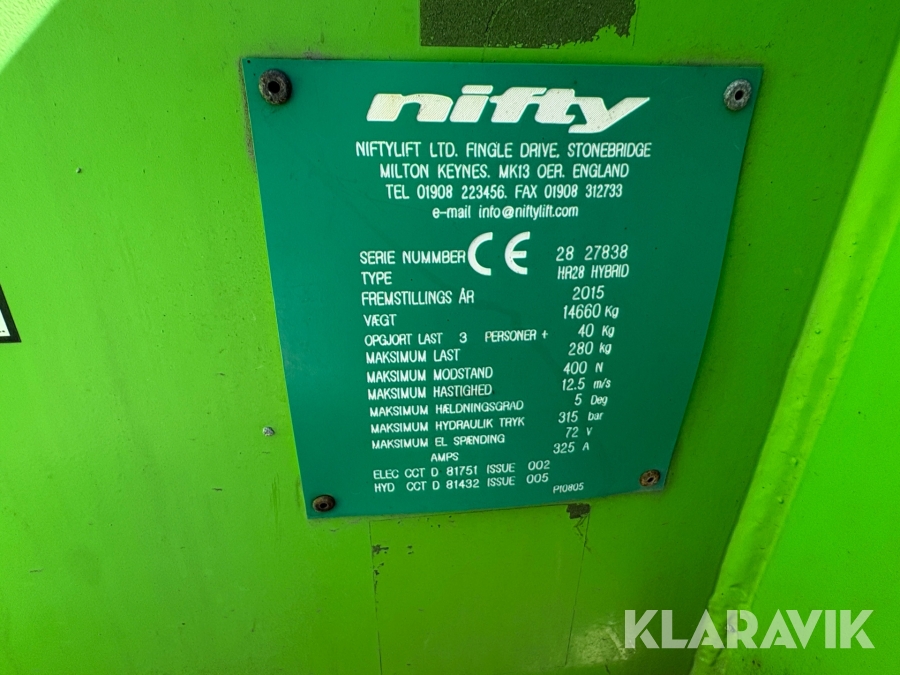 nifty
NIFTYLIFT LTD. FINGLE DRIVE, STONEBRIDGE
MILTON KEYNES. MK13 OER. ENGLAND
TEL 01908 223456. FAX 01908 312733
e-mail info@niftylift.com
SERIE NUMMBER CE 28 27838
TYPE HR28 HYBRID
FREMSTILLINGS ÅR 2015
VÆGT 14660 Kg
OPGJORT LAST 3 PERSONER + 40 Kg
MAKSIMUM LAST 280 kg
MAKSIMUM MODSTAND 400 N
MAKSIMUM HASTIGHED 12.5 m/s
MAKSIMUM HÆLDNINGSGRAD 5 Deg
MAKSIMUM HYDRAULIK TRYK 315 bar
MAKSIMUM EL SPÆNDING 72 V
AMPS 325 A
ELEC CCT D 81751 ISSUE 002
HYD CCT D 81432 ISSUE 005
P10805
KLARAVIK